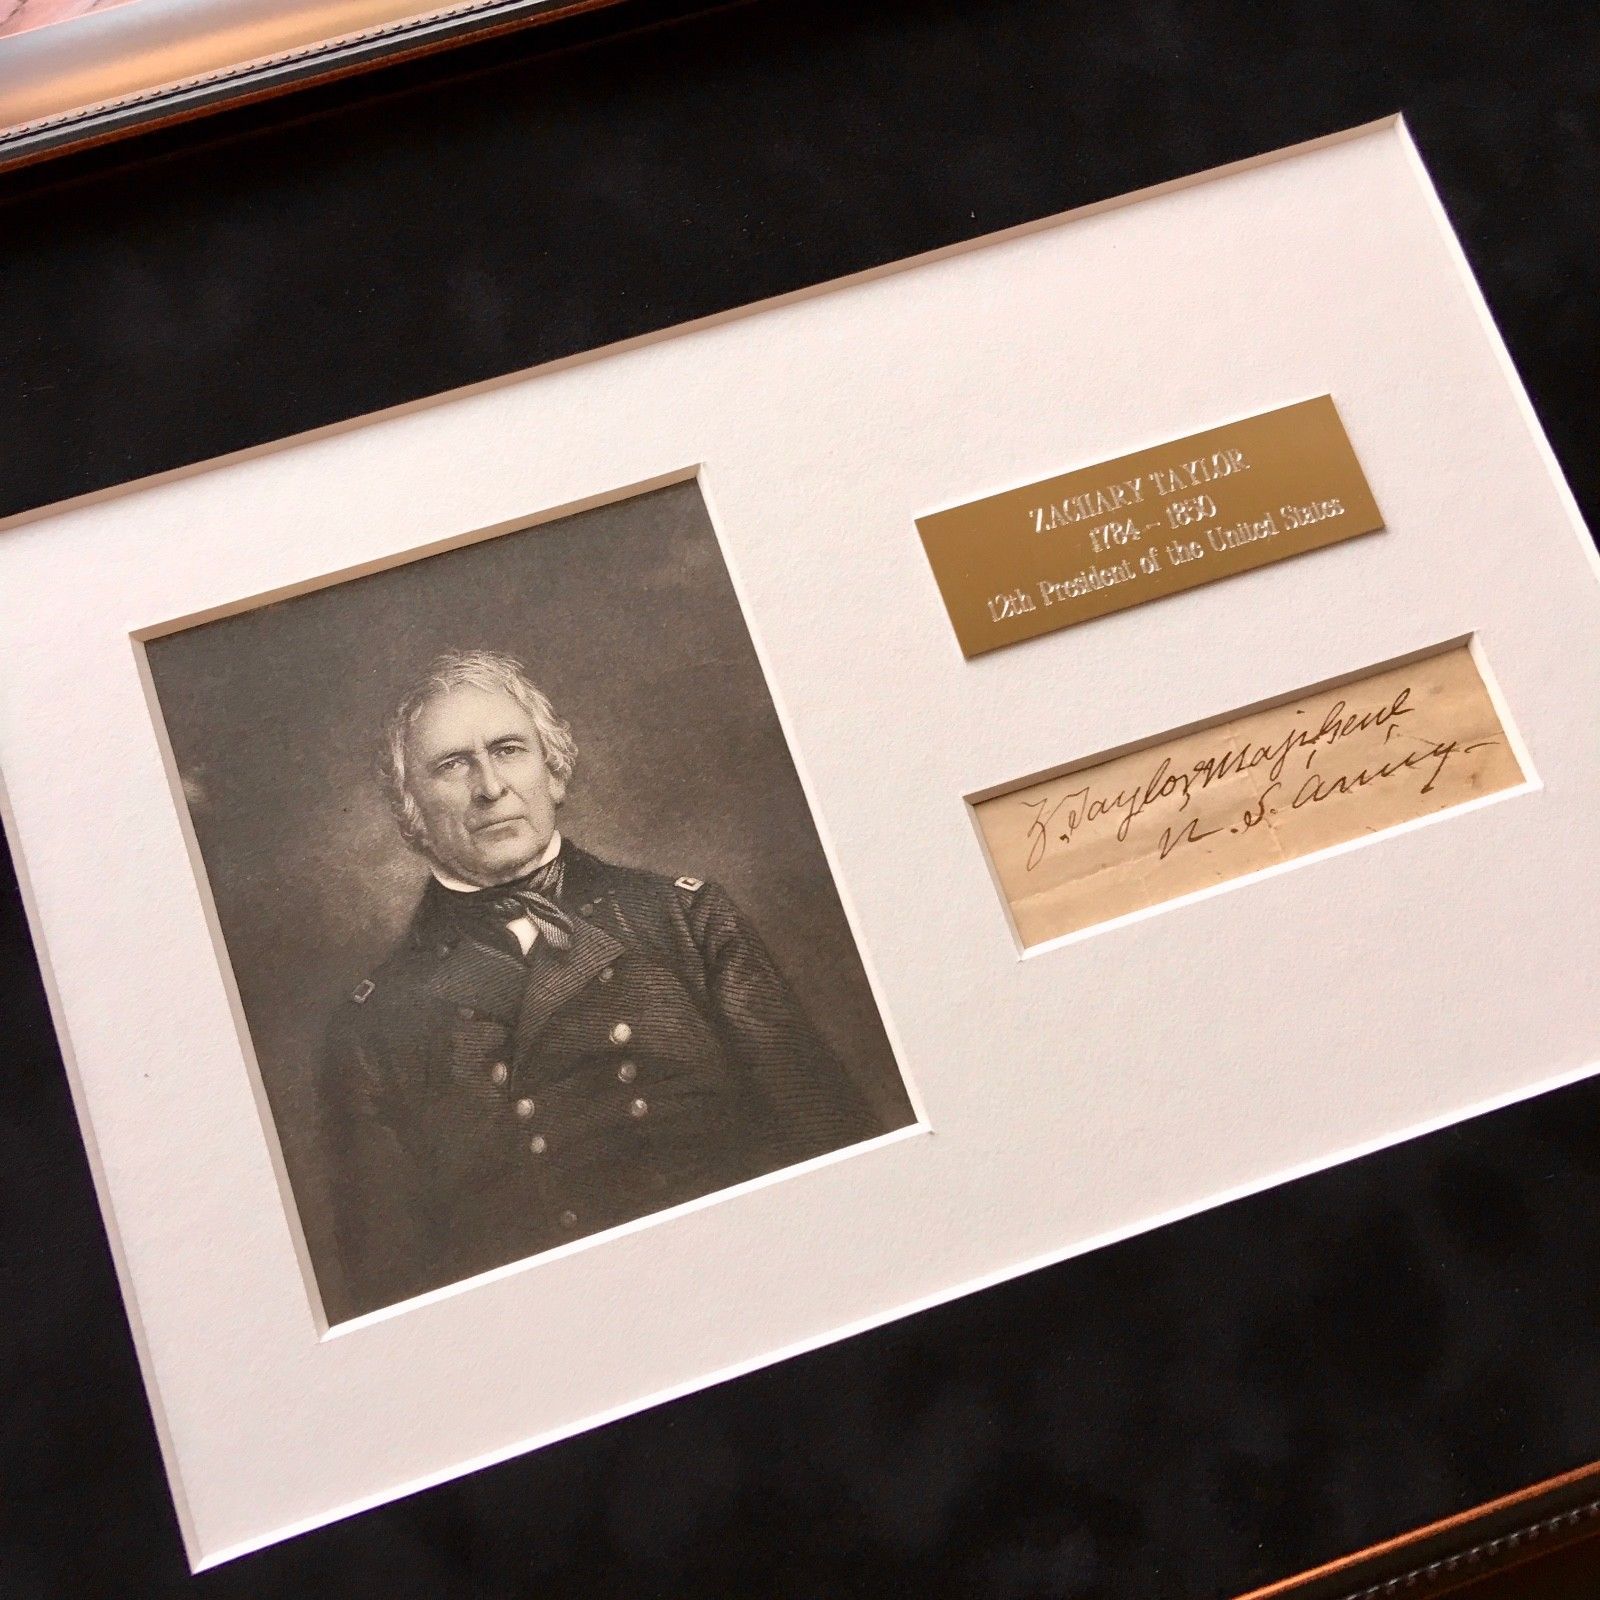 ZACHARY TAYLOR
1784 - 1850
12th President of the United States
Z. Taylor, Maj. Genl
U. S. Army -